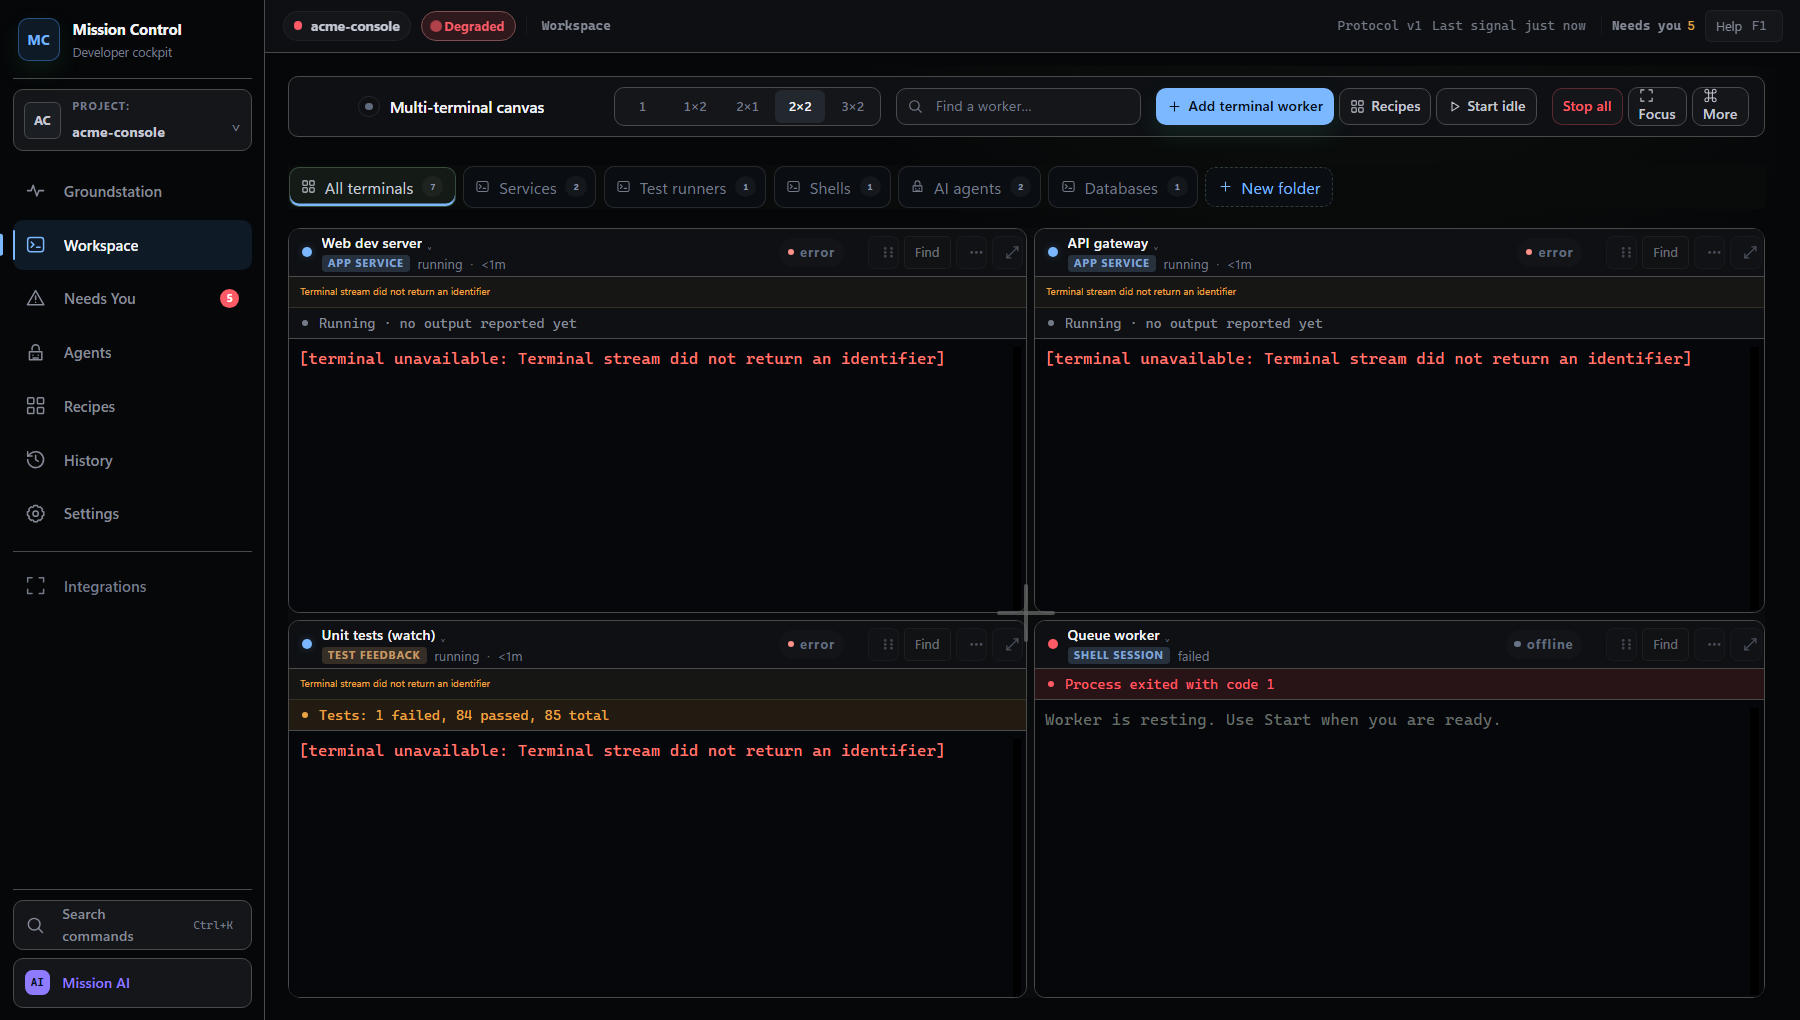 MC
Mission Control
Developer cockpit
AC
PROJECT:
acme-console
Groundstation
Workspace
Needs You
5
Agents
Recipes
History
Settings
Integrations
Search commands
Ctrl+K
AI
Mission AI
acme-console
Degraded
Workspace
Protocol v1
Last signal just now
Needs you 5
Help F1
Multi-terminal canvas
1
1×2
2×1
2×2
3×2
Find a worker...
+ Add terminal worker
Recipes
Start idle
Stop all
Focus
⌘ More
All terminals 7
Services 2
Test runners 1
Shells 1
AI agents 2
Databases 1
+ New folder
Web dev server
APP SERVICE running · <1m
error
Find
Terminal stream did not return an identifier
Running · no output reported yet
[terminal unavailable: Terminal stream did not return an identifier]
API gateway
APP SERVICE running · <1m
error
Find
Terminal stream did not return an identifier
Running · no output reported yet
[terminal unavailable: Terminal stream did not return an identifier]
Unit tests (watch)
TEST FEEDBACK running · <1m
error
Find
Terminal stream did not return an identifier
Tests: 1 failed, 84 passed, 85 total
[terminal unavailable: Terminal stream did not return an identifier]
Queue worker
SHELL SESSION failed
offline
Find
Process exited with code 1
Worker is resting. Use Start when you are ready.